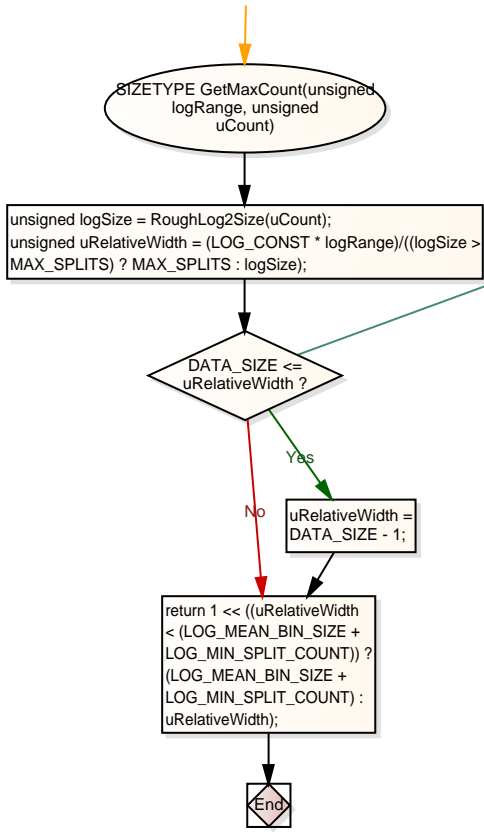 SIZETYPE GetMaxCount(unsigned
logRange, unsigned
uCount)
unsigned logSize = RoughLog2Size(uCount);
unsigned uRelativeWidth = (LOG_CONST * logRange)/((logSize >
MAX_SPLITS) ? MAX_SPLITS : logSize);
DATA_SIZE <=
uRelativeWidth ?
Yes
No
uRelativeWidth =
DATA_SIZE - 1;
return 1 << ((uRelativeWidth
< (LOG_MEAN_BIN_SIZE +
LOG_MIN_SPLIT_COUNT)) ?
(LOG_MEAN_BIN_SIZE +
LOG_MIN_SPLIT_COUNT) :
uRelativeWidth);
End